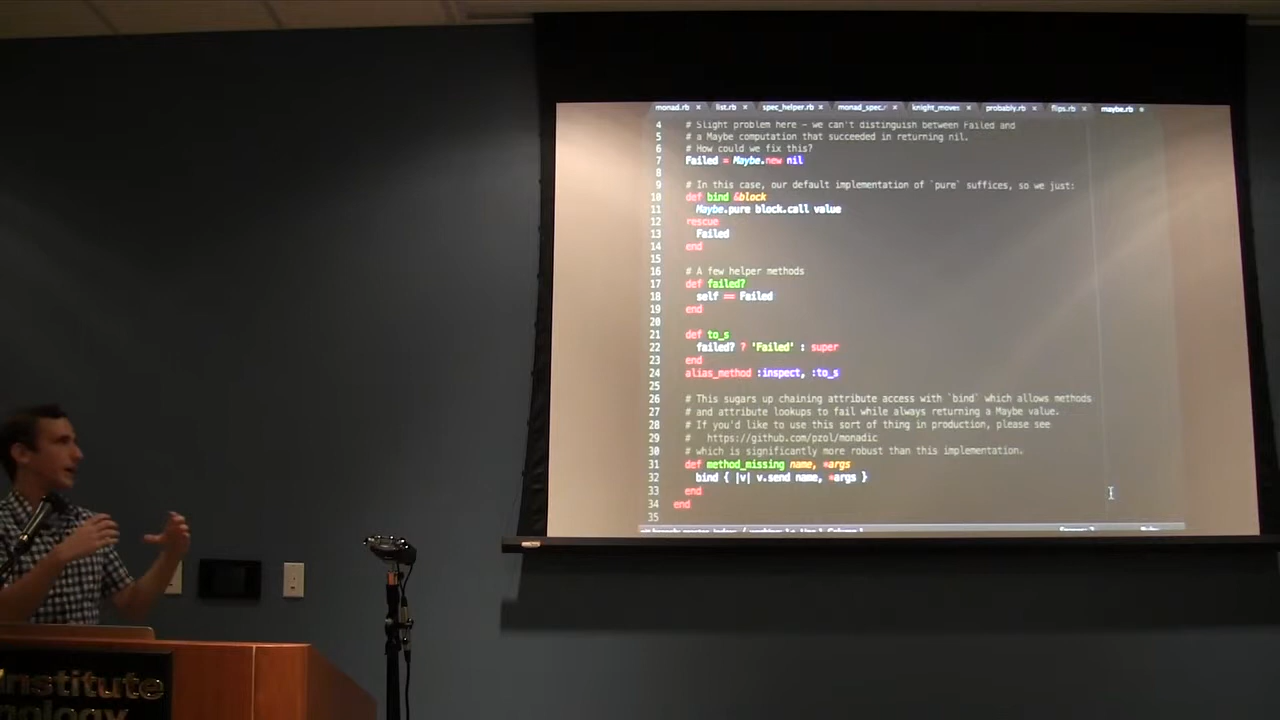 monad.rb × list.rb × spec_helper.rb × monad_spec.r × knight_moves × probably.rb × flips.rb × maybe.rb
4 # Slight problem here - we can't distinguish between Failed and
5 # a Maybe computation that succeeded in returning nil.
6 # How could we fix this?
7 Failed = Maybe.new nil
8
9 # In this case, our default implementation of `pure` suffices, so we just:
10 def bind &block
11 Maybe.pure block.call value
12 rescue
13 Failed
14 end
15
16 # A few helper methods
17 def failed?
18 self == Failed
19 end
20
21 def to_s
22 failed? ? 'Failed' : super
23 end
24 alias_method :inspect, :to_s
25
26 # This sugars up chaining attribute access with `bind` which allows methods
27 # and attribute lookups to fail while always returning a Maybe value.
28 # If you'd like to use this sort of thing in production, please see
29 # https://github.com/pzol/monadic
30 # which is significantly more robust than this implementation.
31 def method_missing name, *args
32 bind { |v| v.send name, *args }
33 end
34 end
35
Institute
nology